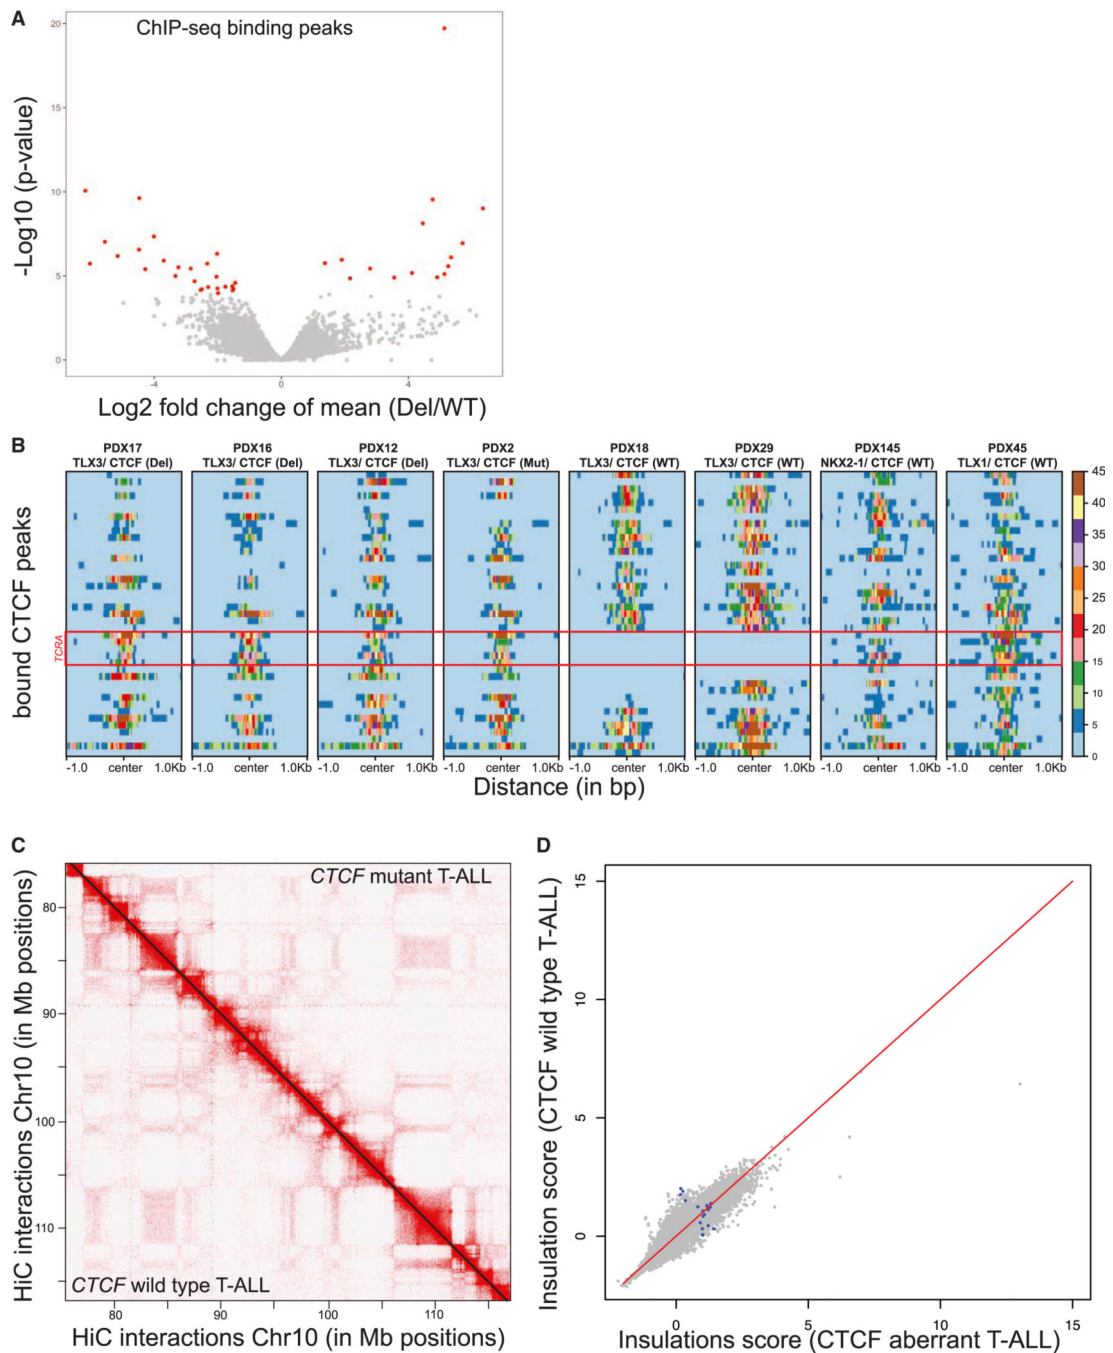 A
ChIP-seq binding peaks
20
15
10
5
0
-Log10 (p-value)
-4
0
4
Log2 fold change of mean (Del/WT)
B
PDX17
TLX3/ CTCF (Del)
PDX16
TLX3/ CTCF (Del)
PDX12
TLX3/ CTCF (Del)
PDX2
TLX3/ CTCF (Mut)
PDX18
TLX3/ CTCF (WT)
PDX29
TLX3/ CTCF (WT)
PDX145
NKX2-1/ CTCF (WT)
PDX45
TLX1/ CTCF (WT)
bound CTCF peaks
TCRA
45
40
35
30
25
20
15
10
5
0
-1.0 center 1.0Kb
-1.0 center 1.0Kb
-1.0 center 1.0Kb
-1.0 center 1.0Kb
-1.0 center 1.0Kb
-1.0 center 1.0Kb
-1.0 center 1.0Kb
-1.0 center 1.0Kb
Distance (in bp)
C
CTCF mutant T-ALL
HiC interactions Chr10 (in Mb positions)
80
90
100
110
CTCF wild type T-ALL
80
90
100
110
HiC interactions Chr10 (in Mb positions)
D
Insulation score (CTCF wild type T-ALL)
15
10
5
0
0
5
10
15
Insulations score (CTCF aberrant T-ALL)